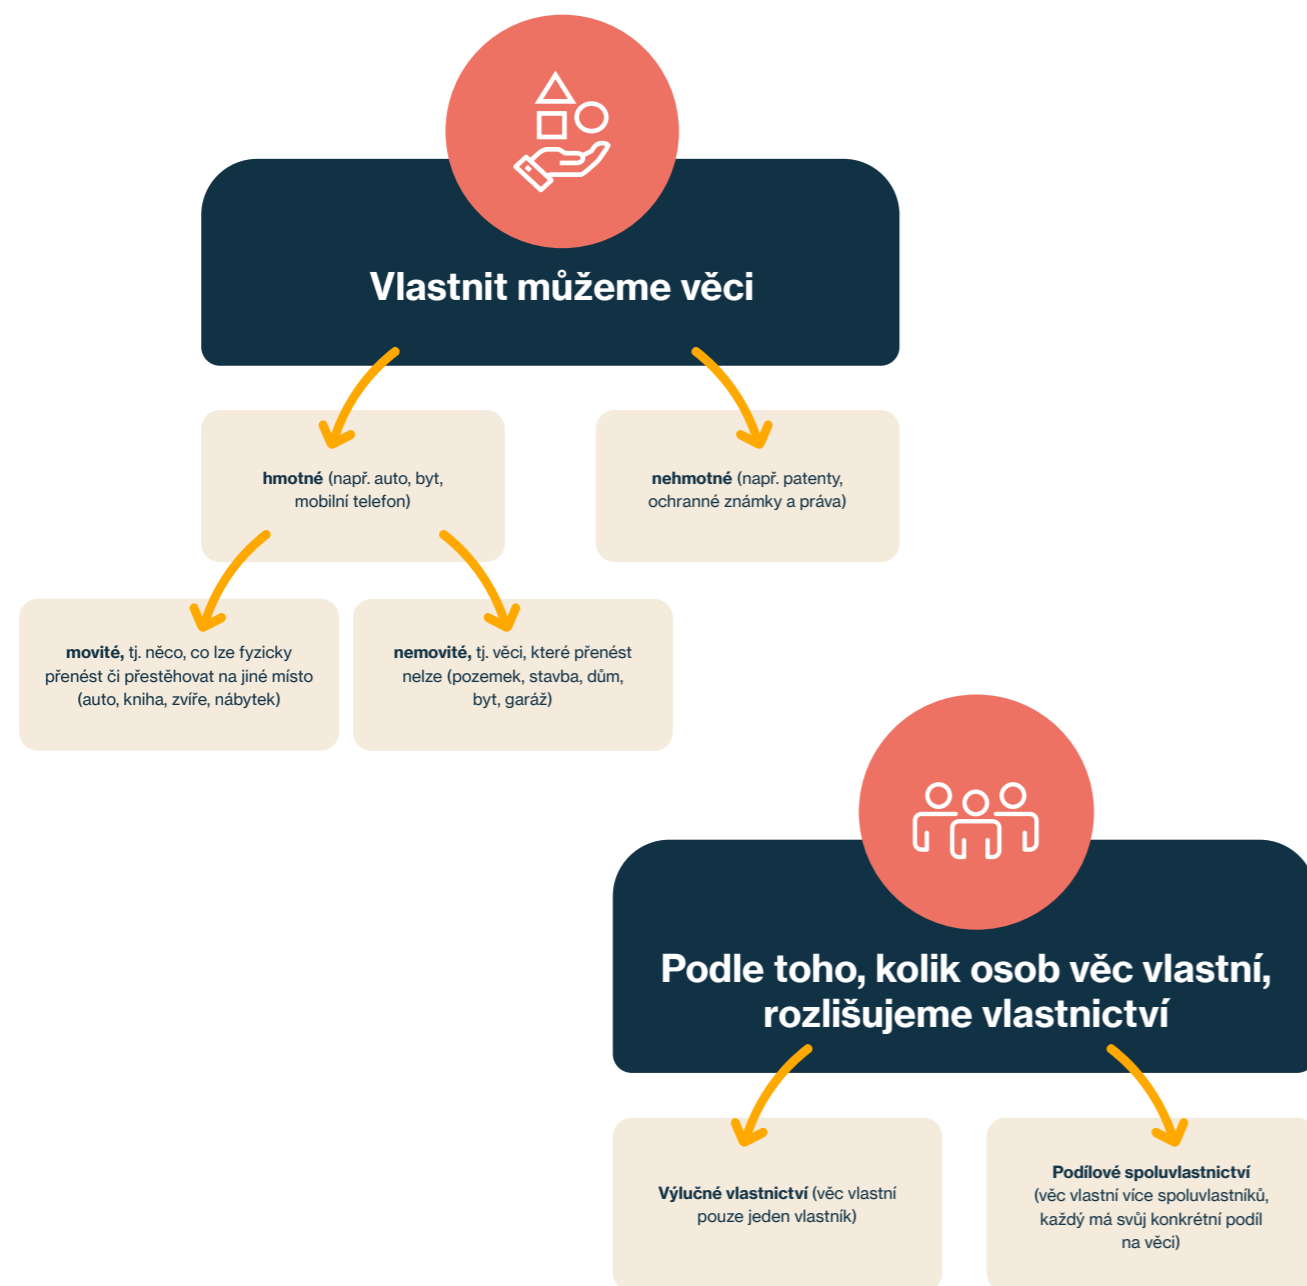 Vlastnit můžeme věci
hmotné (např. auto, byt,
mobilní telefon)
nehmotné (např. patenty,
ochranné známky a práva)
movité, tj. něco, co lze fyzicky
přenést či přestěhovat na jiné místo
(auto, kniha, zvíře, nábytek)
nemovité, tj. věci, které přenést
nelze (pozemek, stavba, dům,
byt, garáž)
Podle toho, kolik osob věc vlastní,
rozlišujeme vlastnictví
Výlučné vlastnictví (věc vlastní
pouze jeden vlastník)
Podílové spoluvlastnictví
(věc vlastní více spoluvlastníků,
každý má svůj konkrétní podíl
na věci)